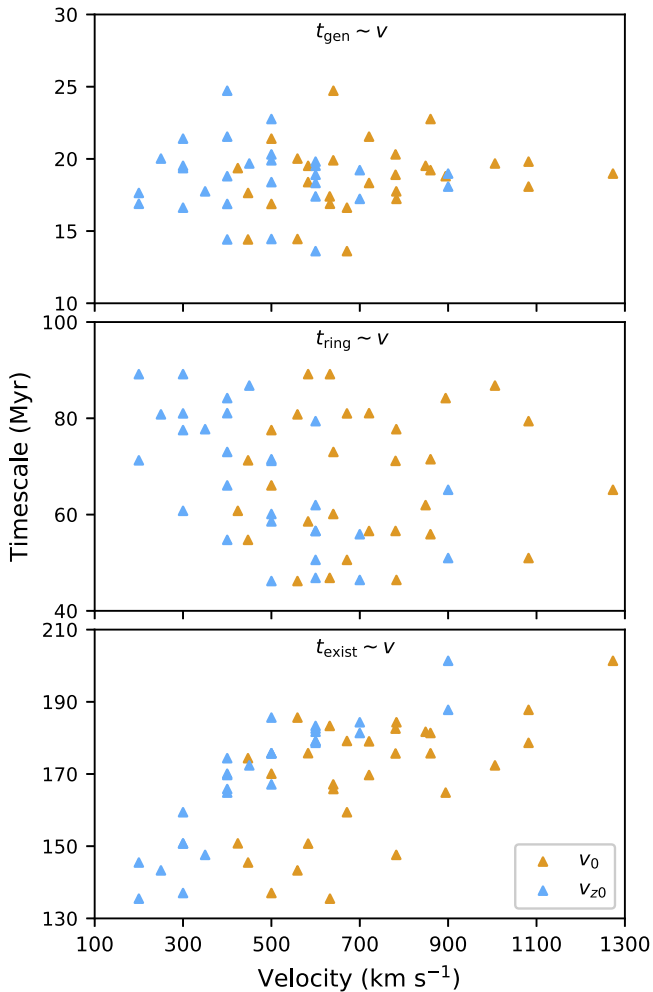 t_gen ~ v
30
25
20
15
10
t_ring ~ v
100
80
60
40
Timescale (Myr)
t_exist ~ v
210
190
170
150
130
v_0
v_z0
100 300 500 700 900 1100 1300
Velocity (km s⁻¹)